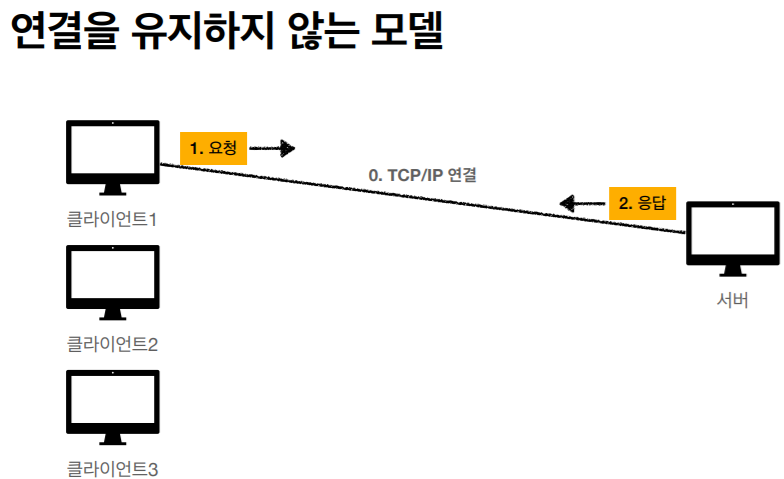 연결을 유지하지 않는 모델
1. 요청
0. TCP/IP 연결
2. 응답
클라이언트1
서버
클라이언트2
클라이언트3